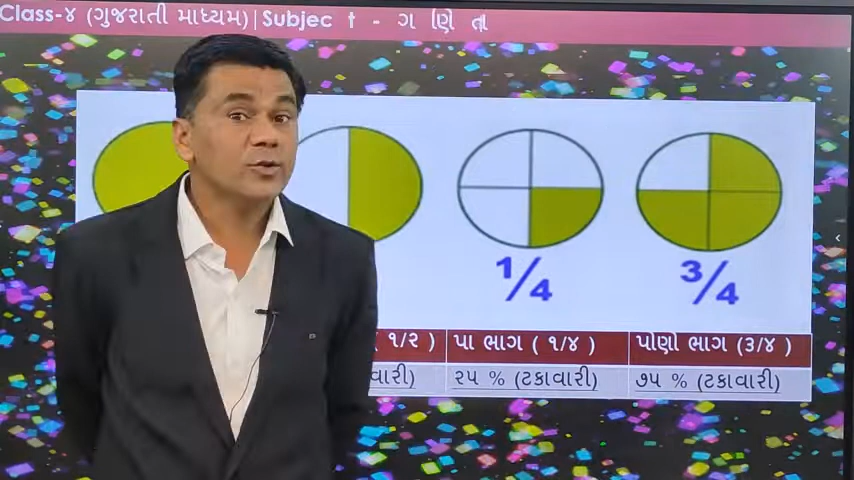 Class-૪ (ગુજરાતી માધ્યમ)|Subjec t - ગ ણિ ત
૧/૪
૩/૪
૧/૨ )
પા ભાગ ( ૧/૪ )
પોણો ભાગ (૩/૪ )
વારી)
૨૫ % (ટકાવારી)
૭૫ % (ટકાવારી)